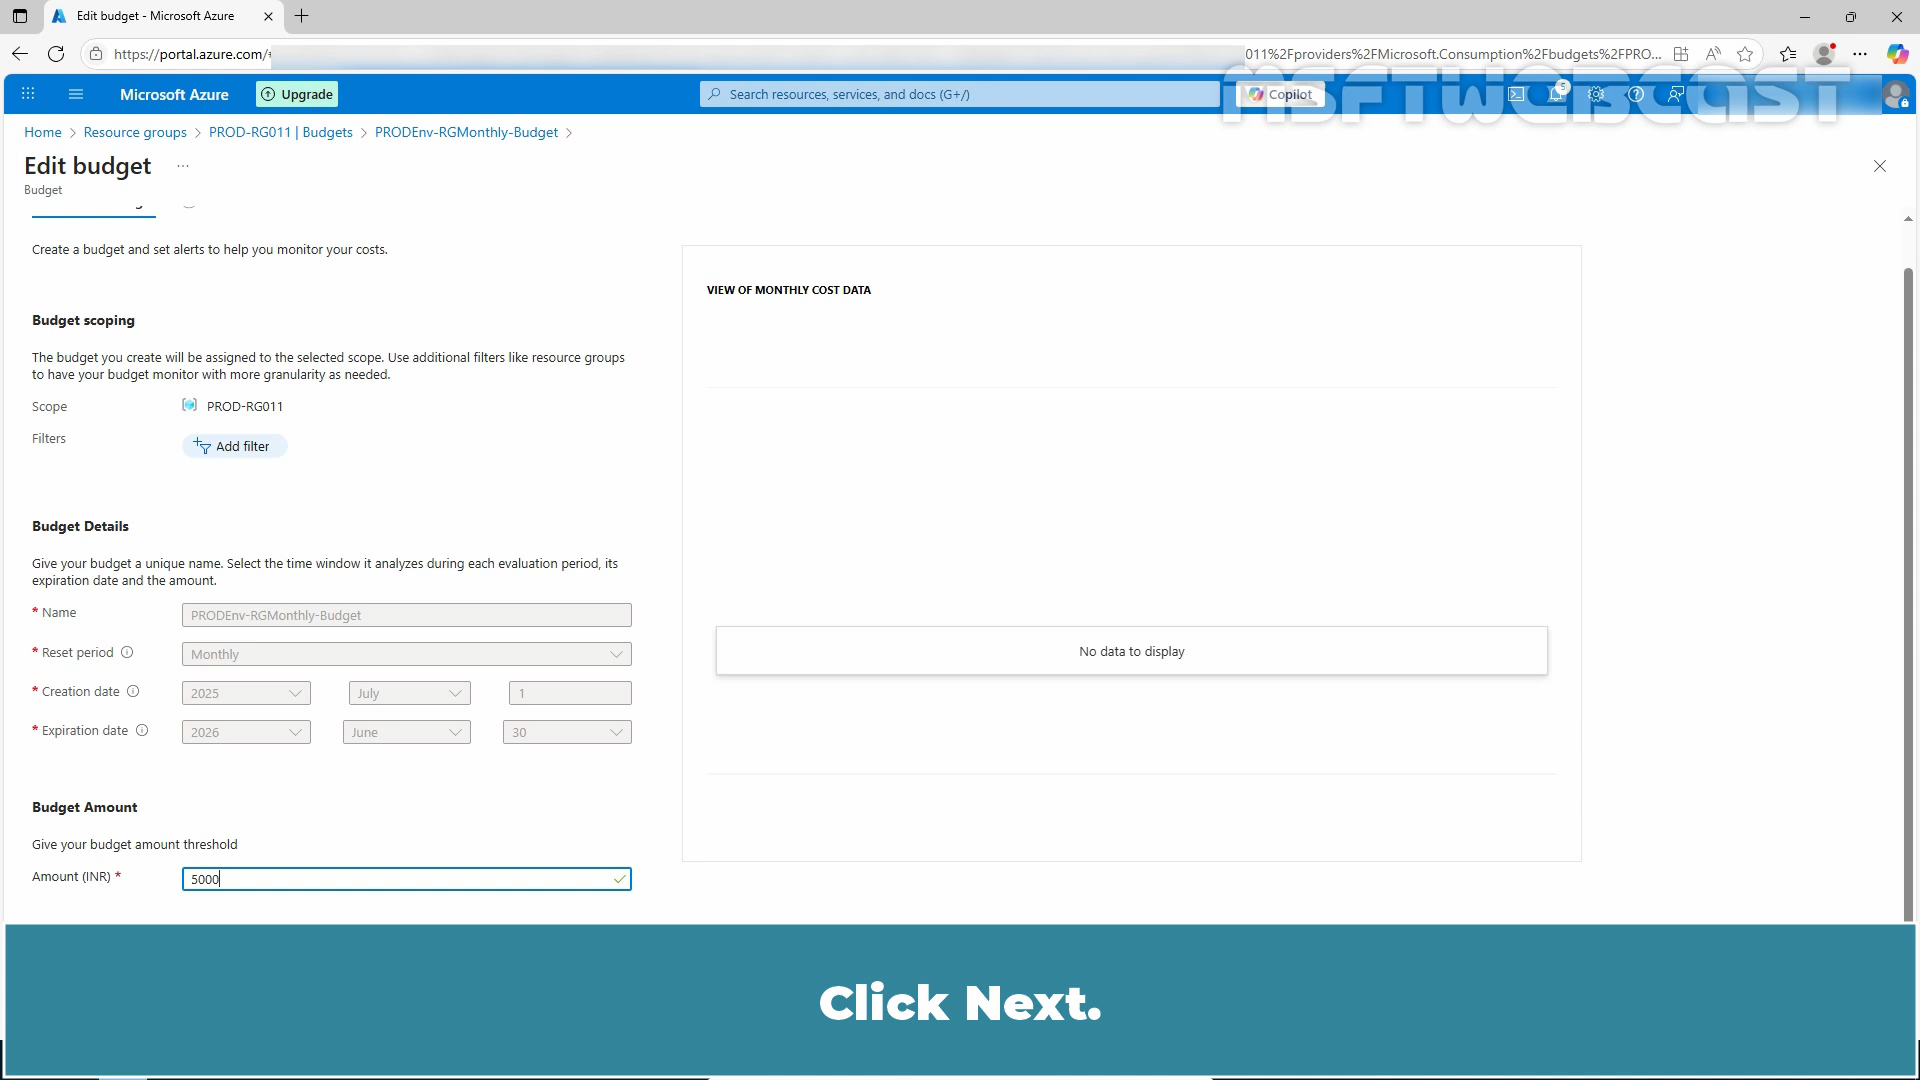 Edit budget - Microsoft Azure
https://portal.azure.com/#
011%2Fproviders%2FMicrosoft.Consumption%2Fbudgets%2FPRO...
Microsoft Azure
Upgrade
Search resources, services, and docs (G+/)
Copilot
5
MSFTWEBCAST
Home > Resource groups > PROD-RG011 | Budgets > PRODEnv-RGMonthly-Budget >
Edit budget ...
Budget
Create a budget and set alerts to help you monitor your costs.
VIEW OF MONTHLY COST DATA
Budget scoping
The budget you create will be assigned to the selected scope. Use additional filters like resource groups
to have your budget monitor with more granularity as needed.
Scope PROD-RG011
Filters Add filter
Budget Details
Give your budget a unique name. Select the time window it analyzes during each evaluation period, its
expiration date and the amount.
* Name PRODEnv-RGMonthly-Budget
* Reset period Monthly
No data to display
* Creation date 2025 July 1
* Expiration date 2026 June 30
Budget Amount
Give your budget amount threshold
Amount (INR) * 5000
Click Next.